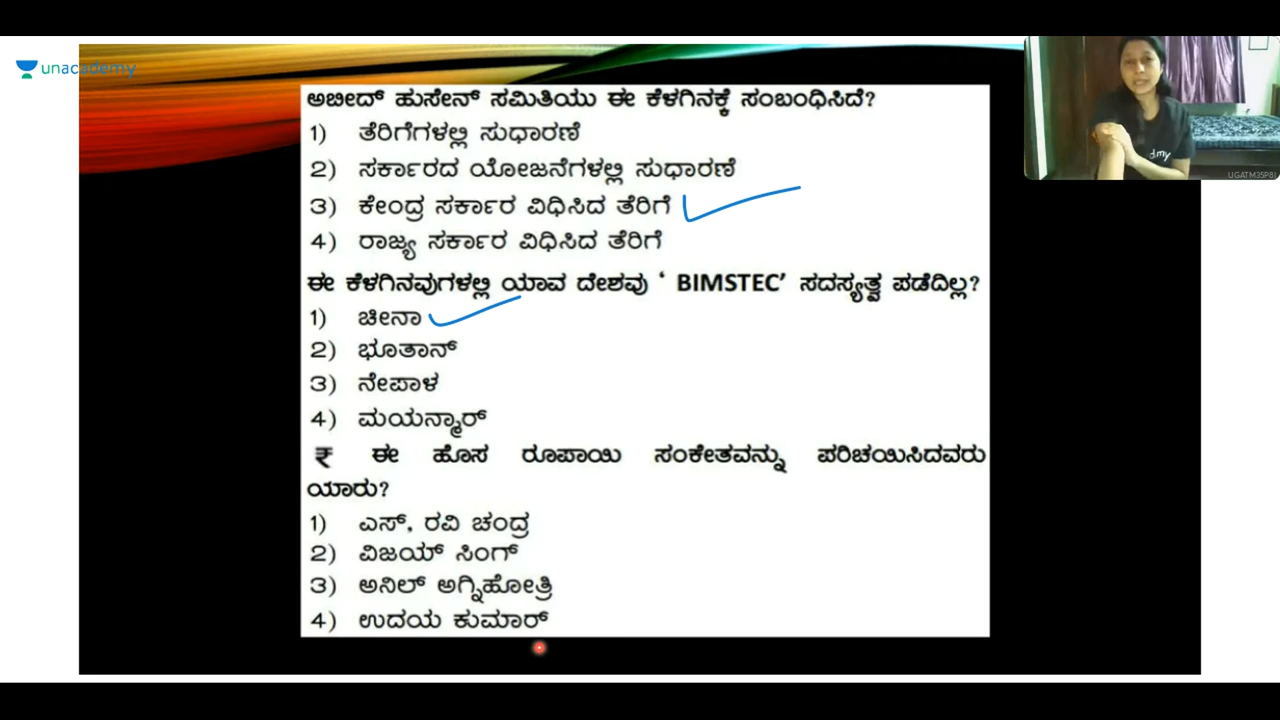 unacademy
ಅಬೀದ್ ಹುಸೇನ್ ಸಮಿತಿಯು ಈ ಕೆಳಗಿನಕ್ಕೆ ಸಂಬಂಧಿಸಿದೆ?
1) ತೆರಿಗೆಗಳಲ್ಲಿ ಸುಧಾರಣೆ
2) ಸರ್ಕಾರದ ಯೋಜನೆಗಳಲ್ಲಿ ಸುಧಾರಣೆ
3) ಕೇಂದ್ರ ಸರ್ಕಾರ ವಿಧಿಸಿದ ತೆರಿಗೆ
4) ರಾಜ್ಯ ಸರ್ಕಾರ ವಿಧಿಸಿದ ತೆರಿಗೆ
ಈ ಕೆಳಗಿನವುಗಳಲ್ಲಿ ಯಾವ ದೇಶವು ‘ BIMSTEC’ ಸದಸ್ಯತ್ವ ಪಡೆದಿಲ್ಲ?
1) ಚೀನಾ
2) ಭೂತಾನ್
3) ನೇಪಾಳ
4) ಮಯನ್ಮಾರ್
₹ ಈ ಹೊಸ ರೂಪಾಯಿ ಸಂಕೇತವನ್ನು ಪರಿಚಯಿಸಿದವರು
ಯಾರು?
1) ಎಸ್. ರವಿ ಚಂದ್ರ
2) ವಿಜಯ್ ಸಿಂಗ್
3) ಅನಿಲ್ ಅಗ್ನಿಹೋತ್ರಿ
4) ಉದಯ ಕುಮಾರ್